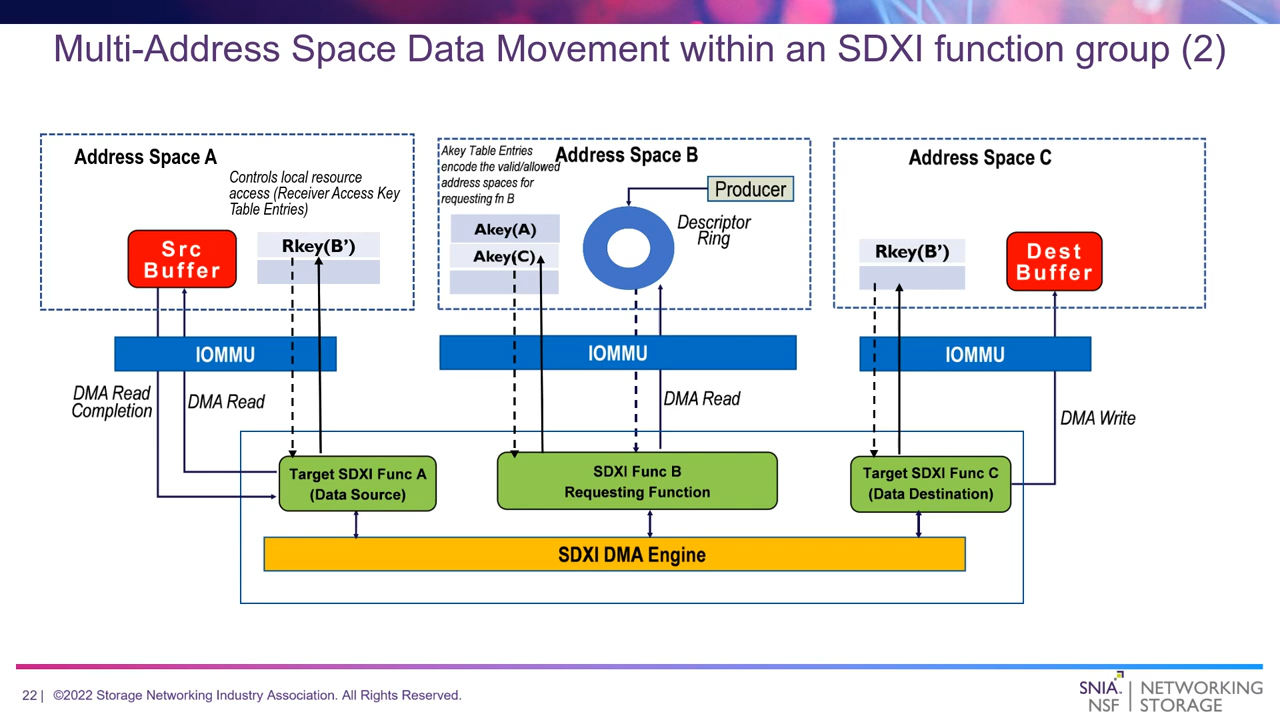 Multi-Address Space Data Movement within an SDXI function group (2)
Address Space A
Controls local resource
access (Receiver Access Key
Table Entries)
Src
Buffer
Rkey(B’)
Akey Table Entries
encode the valid/allowed
address spaces for
requesting fn B
Address Space B
Producer
Descriptor
Ring
Akey(A)
Akey(C)
Address Space C
Rkey(B’)
Dest
Buffer
IOMMU
IOMMU
IOMMU
DMA Read
Completion
DMA Read
DMA Read
DMA Write
Target SDXI Func A
(Data Source)
SDXI Func B
Requesting Function
Target SDXI Func C
(Data Destination)
SDXI DMA Engine
22 | ©2022 Storage Networking Industry Association. All Rights Reserved.
SNIA.
NSF
NETWORKING
STORAGE